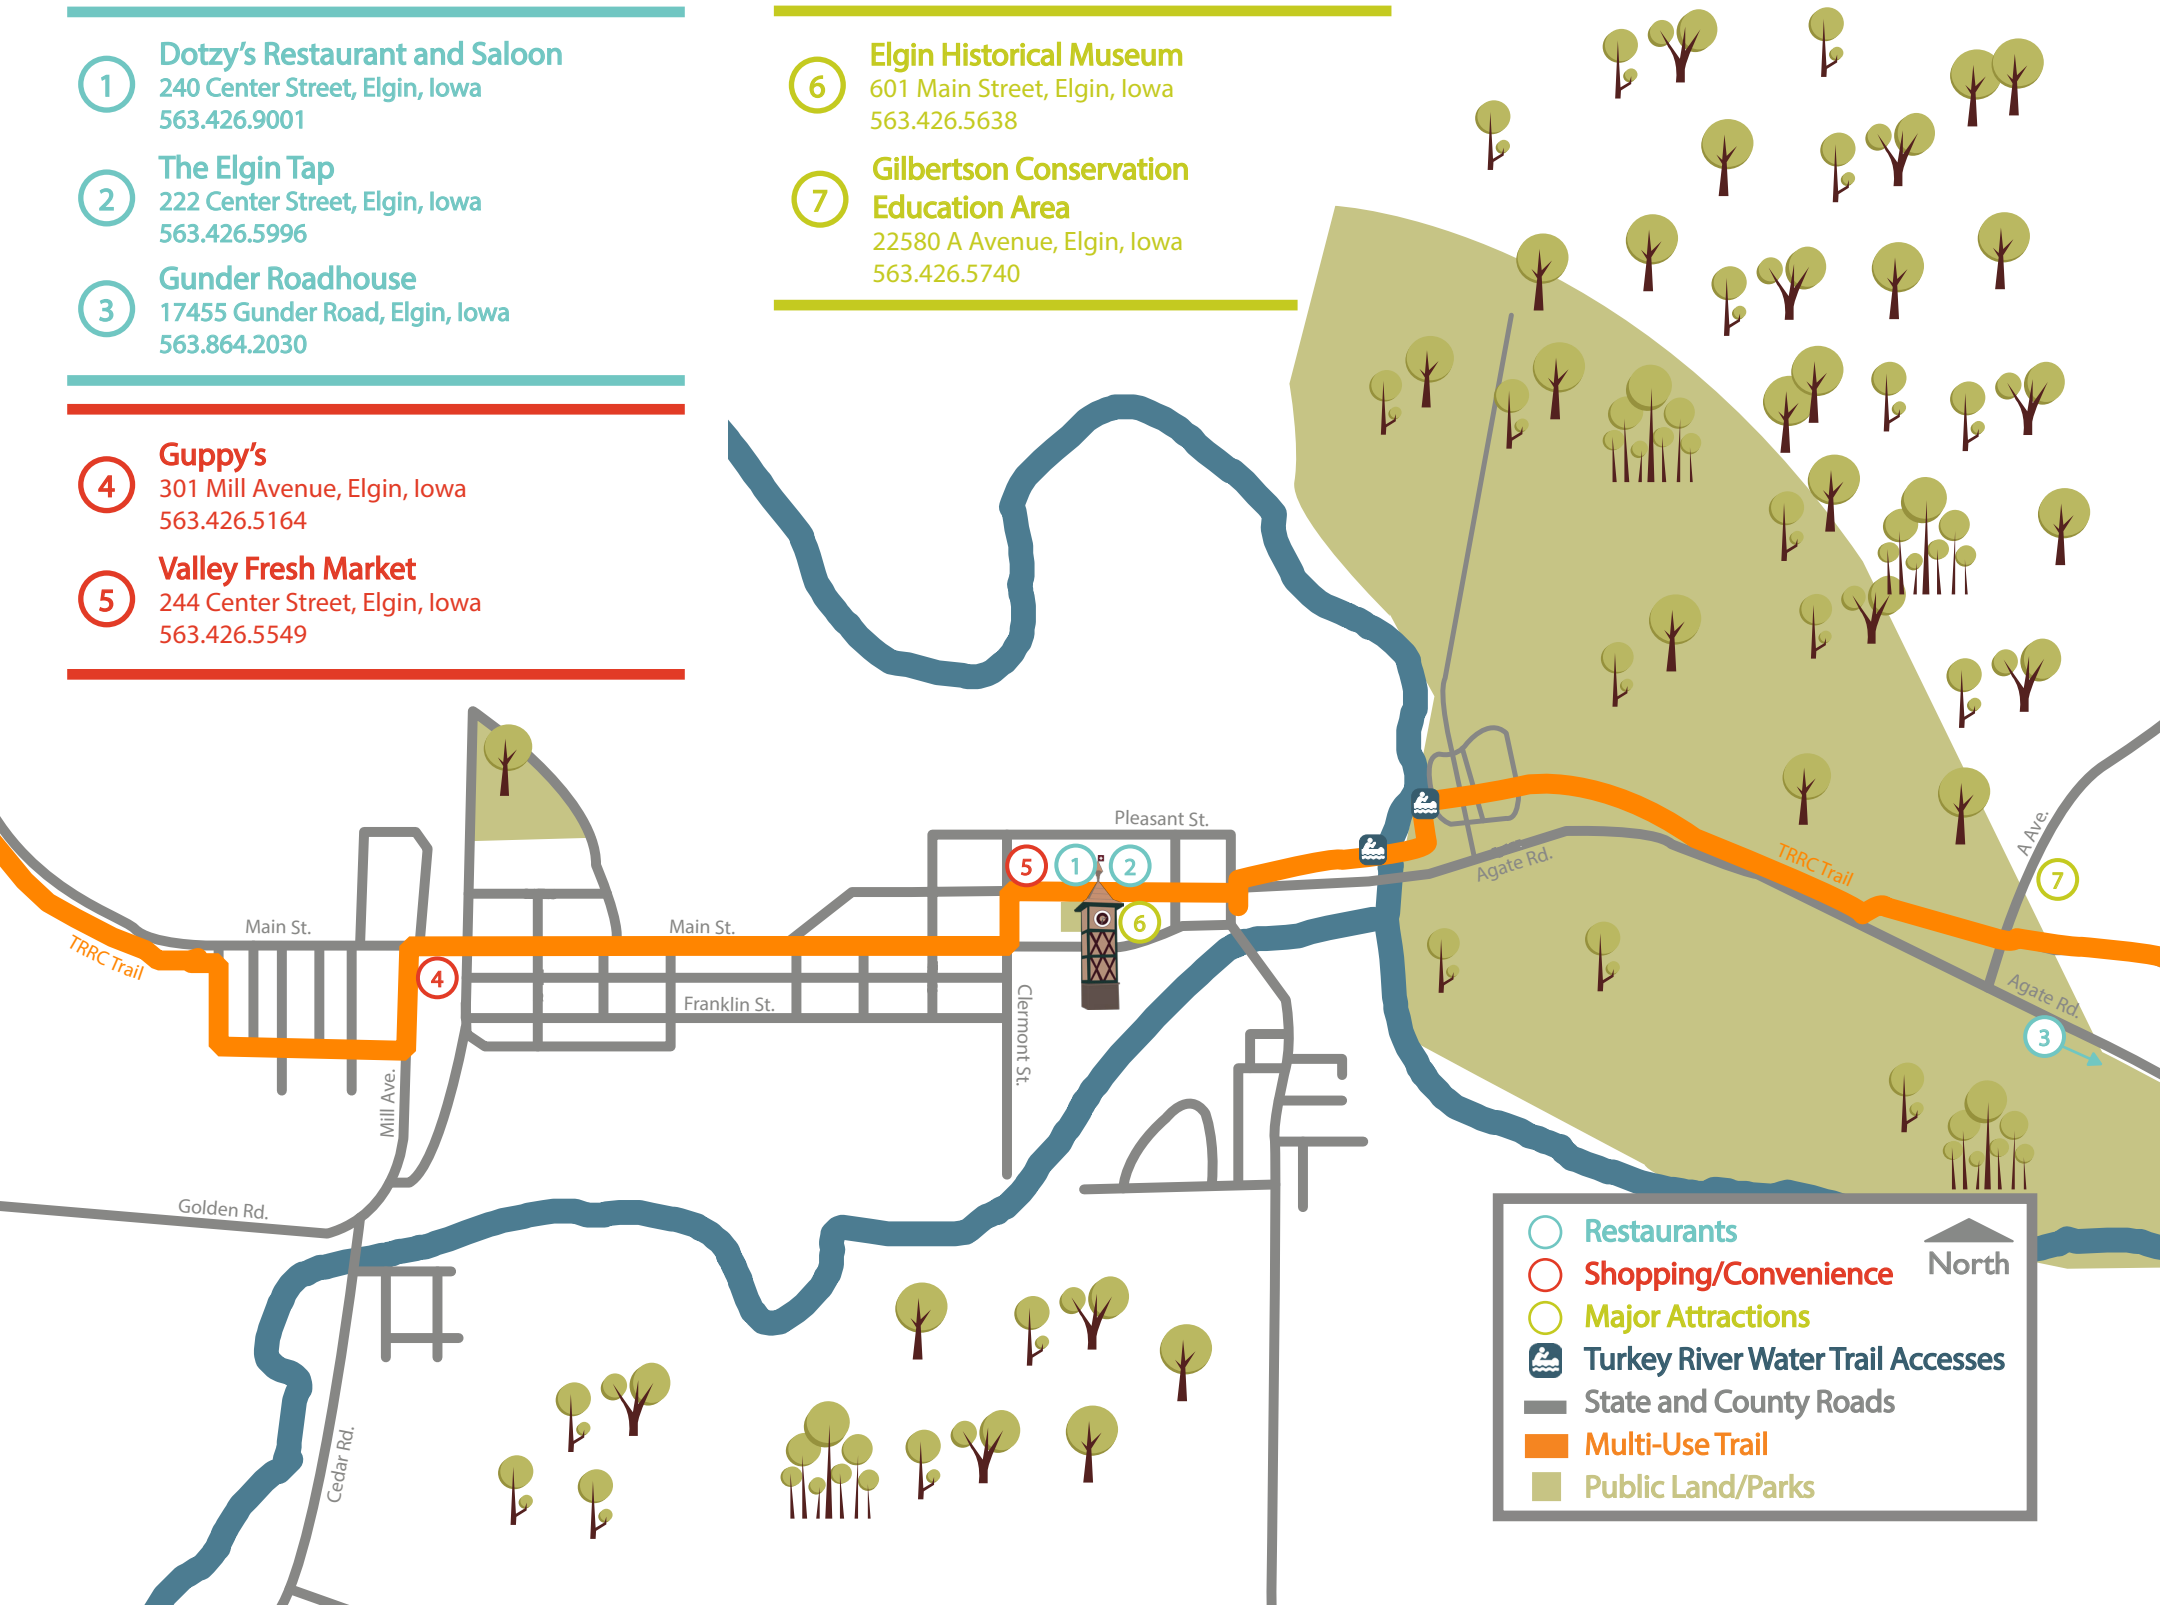 1
Dotzy's Restaurant and Saloon
240 Center Street, Elgin, Iowa
563.426.9001
2
The Elgin Tap
222 Center Street, Elgin, Iowa
563.426.5996
3
Gunder Roadhouse
17455 Gunder Road, Elgin, Iowa
563.864.2030
4
Guppy's
301 Mill Avenue, Elgin, Iowa
563.426.5164
5
Valley Fresh Market
244 Center Street, Elgin, Iowa
563.426.5549
6
Elgin Historical Museum
601 Main Street, Elgin, Iowa
563.426.5638
7
Gilbertson Conservation
Education Area
22580 A Avenue, Elgin, Iowa
563.426.5740
Pleasant St.
5
1
2
6
Agate Rd.
TRRC Trail
A Ave.
7
Main St.
Main St.
TRRC Trail
4
Franklin St.
Clermont St.
Agate Rd.
3
Mill Ave.
Golden Rd.
Cedar Rd.
Restaurants
North
Shopping/Convenience
Major Attractions
Turkey River Water Trail Accesses
State and County Roads
Multi-Use Trail
Public Land/Parks